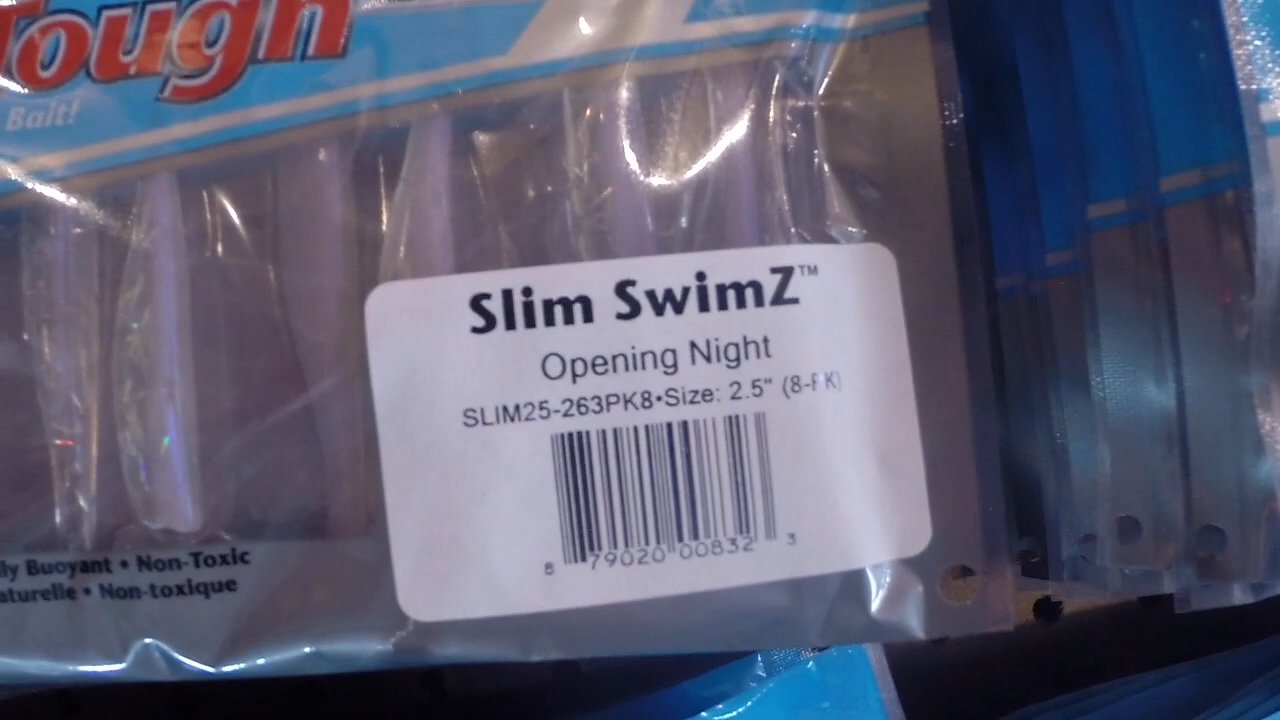 Tough
Bait!
Slim SwimZ™
Opening Night
SLIM25-263PK8•Size: 2.5" (8-PK)
8 79020 00832 3
Buoyant • Non-Toxic
Non-toxique